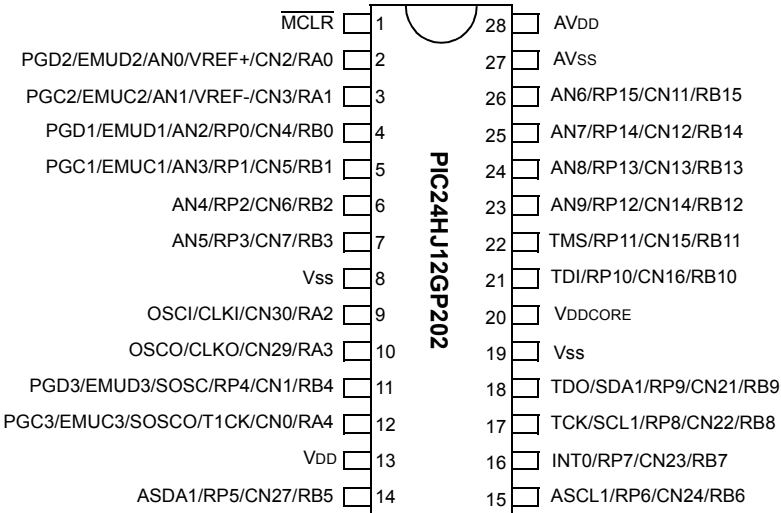 MCLR 1 28 AVDD
PGD2/EMUD2/AN0/VREF+/CN2/RA0 2 27 AVSS
PGC2/EMUC2/AN1/VREF-/CN3/RA1 3 26 AN6/RP15/CN11/RB15
PGD1/EMUD1/AN2/RP0/CN4/RB0 4 25 AN7/RP14/CN12/RB14
PGC1/EMUC1/AN3/RP1/CN5/RB1 5 24 AN8/RP13/CN13/RB13
AN4/RP2/CN6/RB2 6 23 AN9/RP12/CN14/RB12
AN5/RP3/CN7/RB3 7 22 TMS/RP11/CN15/RB11
Vss 8 21 TDI/RP10/CN16/RB10
OSCI/CLKI/CN30/RA2 9 20 VDDCORE
OSCO/CLKO/CN29/RA3 10 19 Vss
PGD3/EMUD3/SOSC/RP4/CN1/RB4 11 18 TDO/SDA1/RP9/CN21/RB9
PGC3/EMUC3/SOSCO/T1CK/CN0/RA4 12 17 TCK/SCL1/RP8/CN22/RB8
VDD 13 16 INT0/RP7/CN23/RB7
ASDA1/RP5/CN27/RB5 14 15 ASCL1/RP6/CN24/RB6
PIC24HJ12GP202